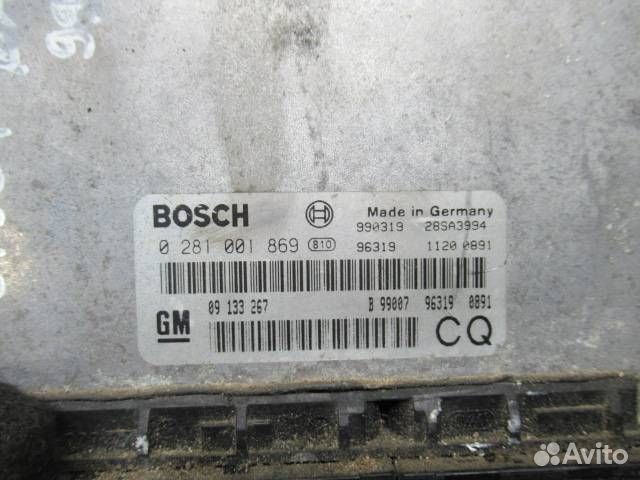 BOSCH
Made in Germany
990319 28SA3994
0 281 001 869 810 96319 1120 0891
09 133 267 B 99007 96319 0891
GM
CQ
Avito